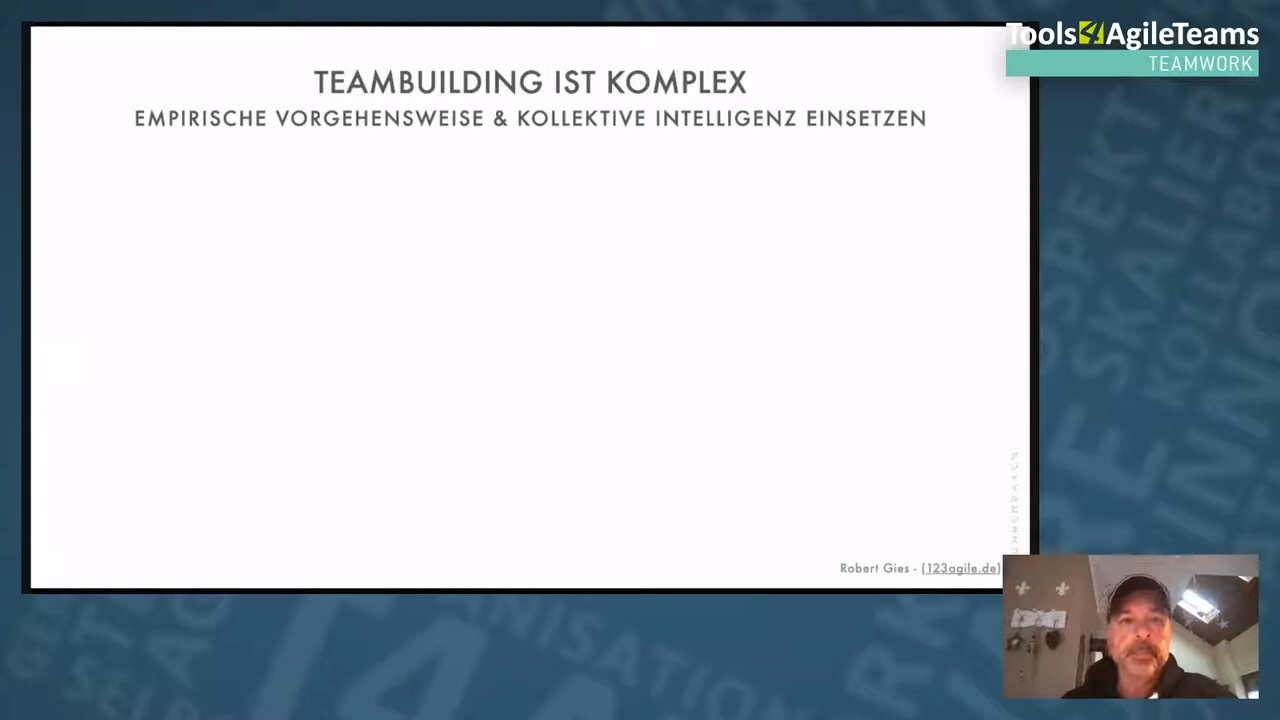 Tools4AgileTeams
TEAMWORK
TEAMBUILDING IST KOMPLEX
EMPIRISCHE VORGEHENSWEISE & KOLLEKTIVE INTELLIGENZ EINSETZEN
Robert Gies - (123agile.de)